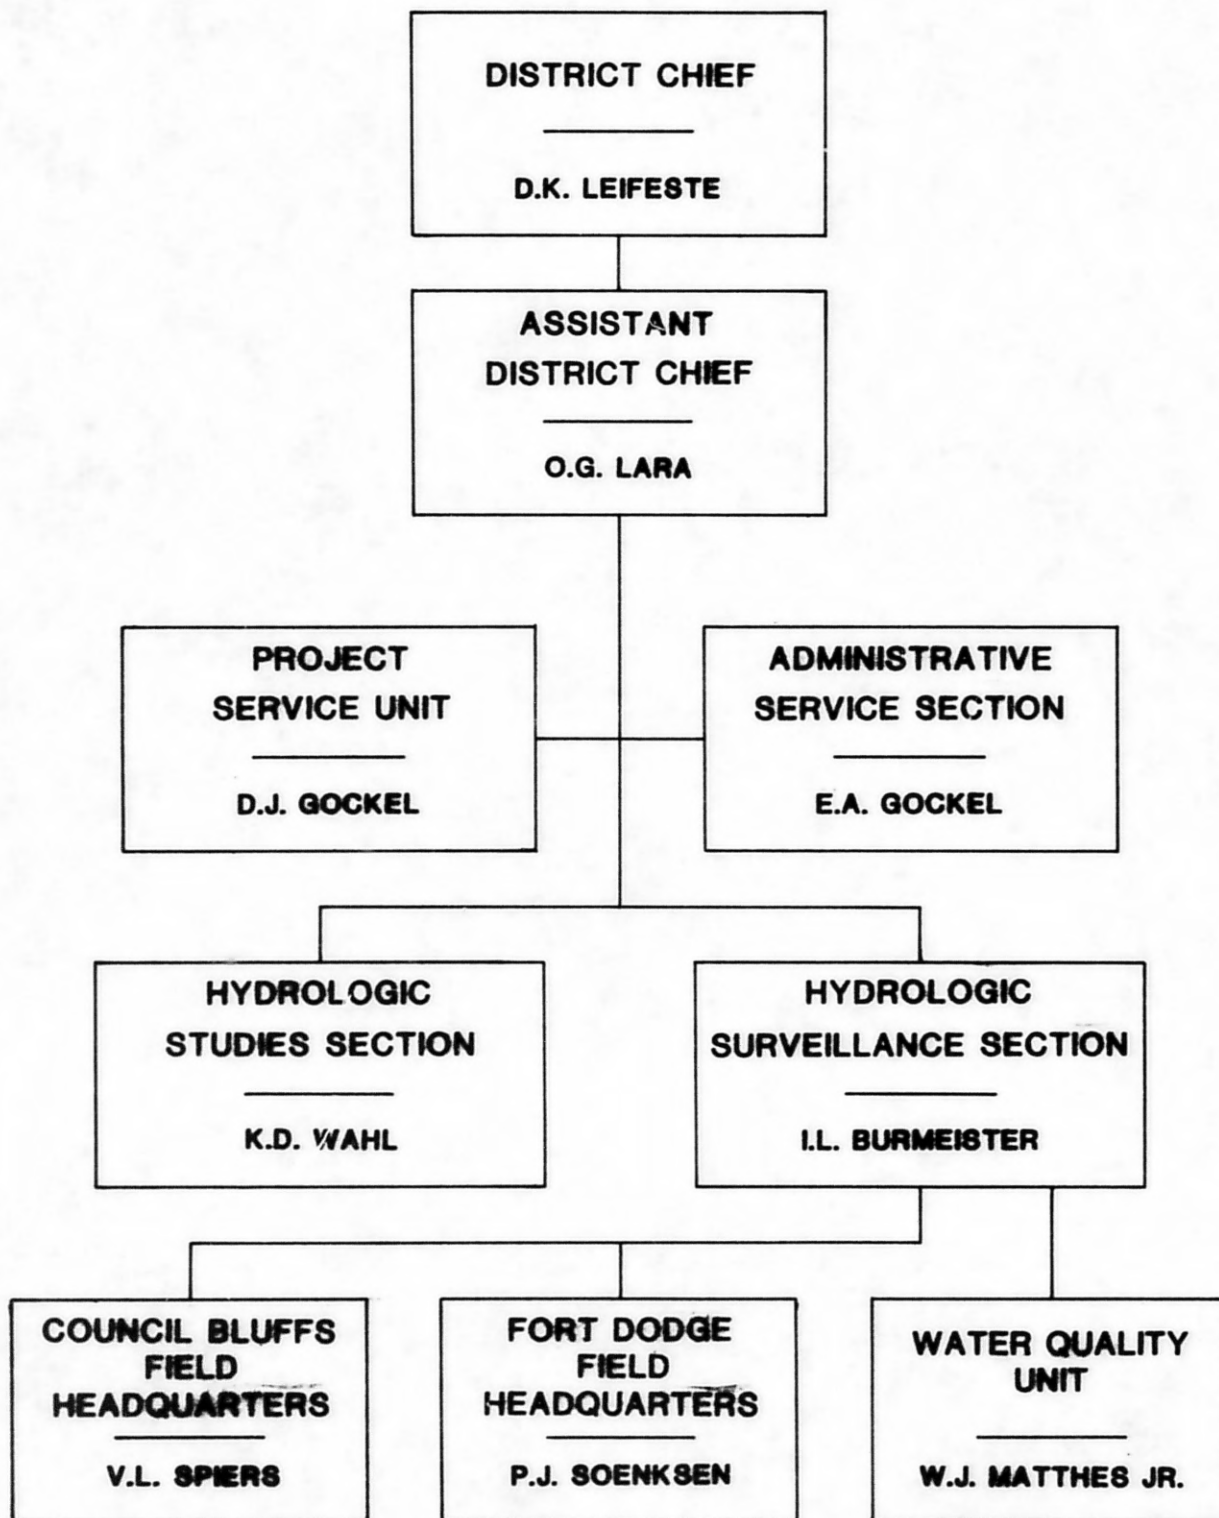 DISTRICT CHIEF
D.K. LEIFESTE
ASSISTANT
DISTRICT CHIEF
O.G. LARA
PROJECT
SERVICE UNIT
D.J. GOCKEL
ADMINISTRATIVE
SERVICE SECTION
E.A. GOCKEL
HYDROLOGIC
STUDIES SECTION
K.D. WAHL
HYDROLOGIC
SURVEILLANCE SECTION
I.L. BURMEISTER
COUNCIL BLUFFS
FIELD
HEADQUARTERS
V.L. SPIERS
FORT DODGE
FIELD
HEADQUARTERS
P.J. SOENKSEN
WATER QUALITY
UNIT
W.J. MATTHES JR.